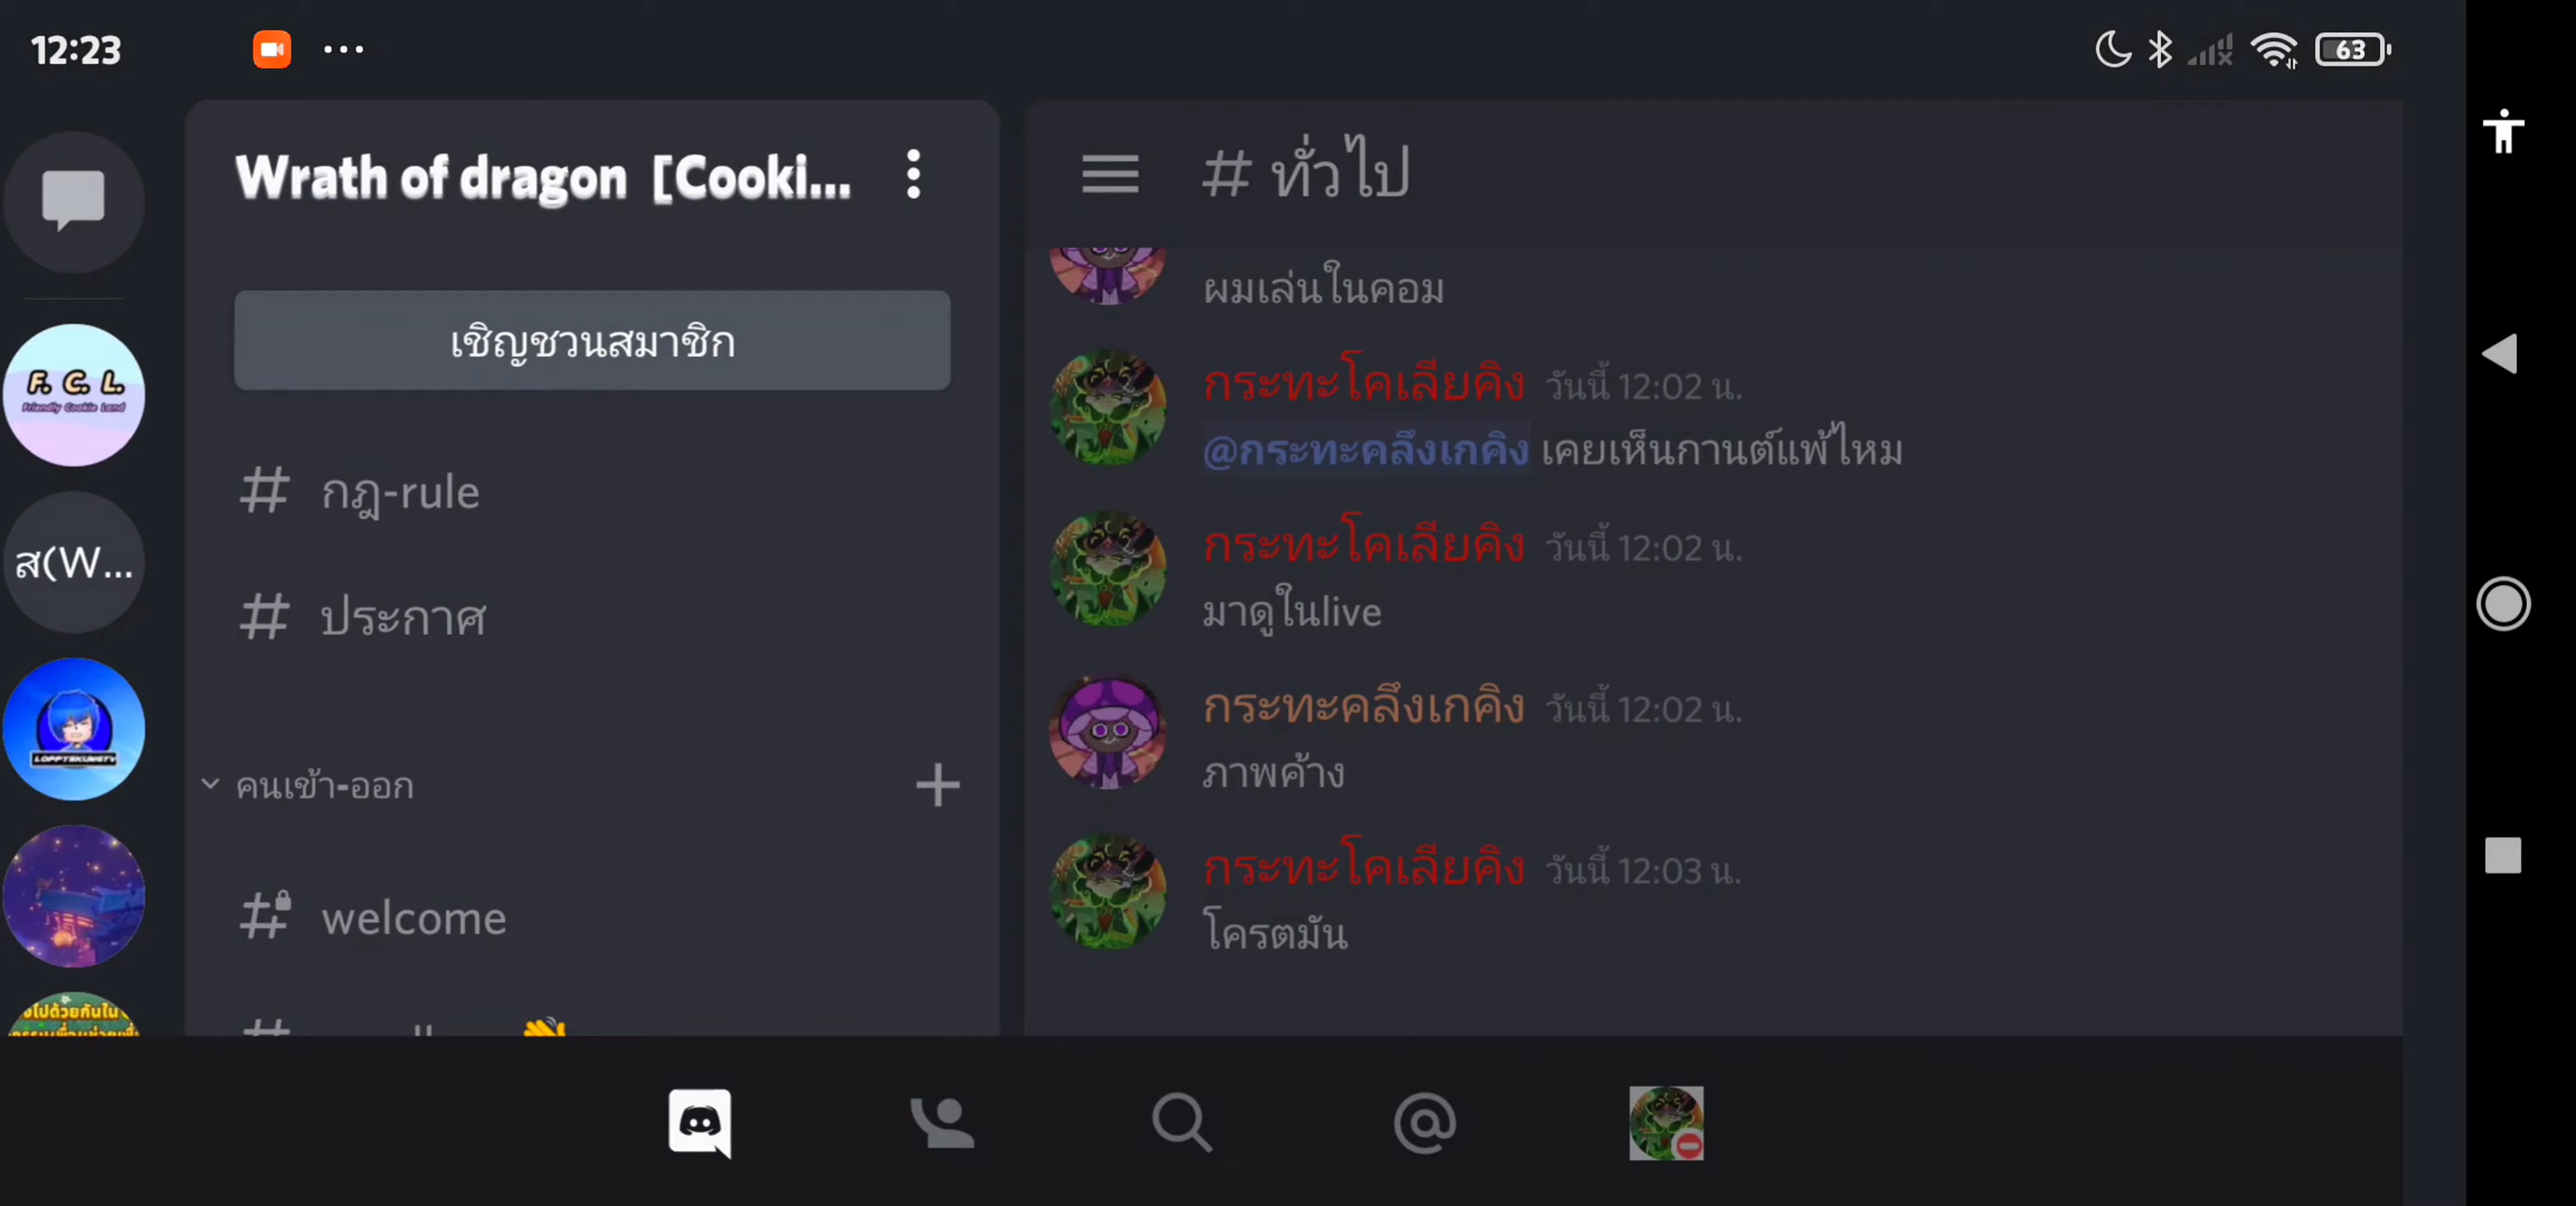 12:23
63
Wrath of dragon [Cooki...
เชิญชวนสมาชิก
# กฎ-rule
# ประกาศ
คนเข้า-ออก
# welcome
F. C. L.
Friendly Cookie Land
ส(W...
# ทั่วไป
ผมเล่นในคอม
กระทะโคเลียคิง วันนี้ 12:02 น.
@กระทะคลึงเกคิง เคยเห็นกานต์แพ้ไหม
กระทะโคเลียคิง วันนี้ 12:02 น.
มาดูในlive
กระทะคลึงเกคิง วันนี้ 12:02 น.
ภาพค้าง
กระทะโคเลียคิง วันนี้ 12:03 น.
โครตมัน